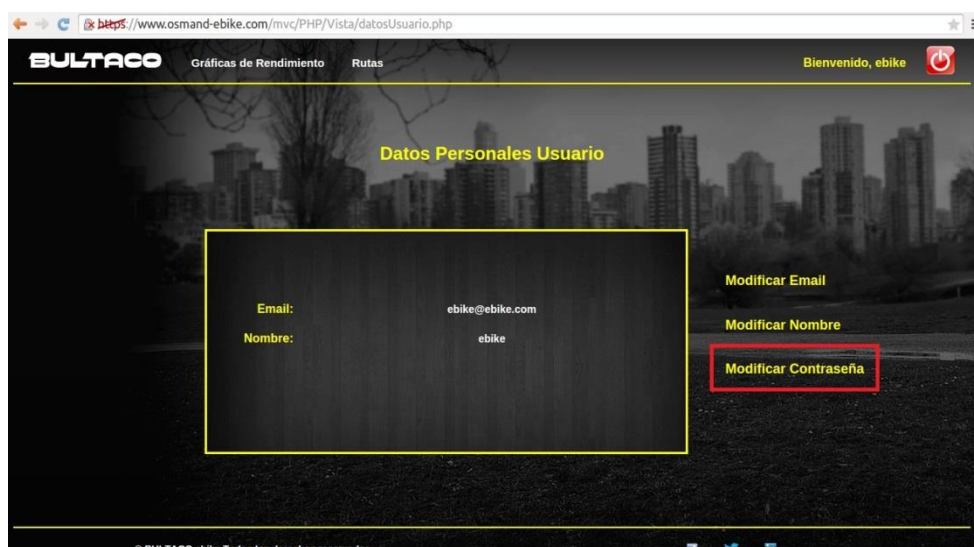 https://www.osmand-ebike.com/mvc/PHP/Vista/datosUsuario.php
BULTACO
Gráficas de Rendimiento
Rutas
Bienvenido, ebike
Datos Personales Usuario
Email:
ebike@ebike.com
Nombre:
ebike
Modificar Email
Modificar Nombre
Modificar Contraseña